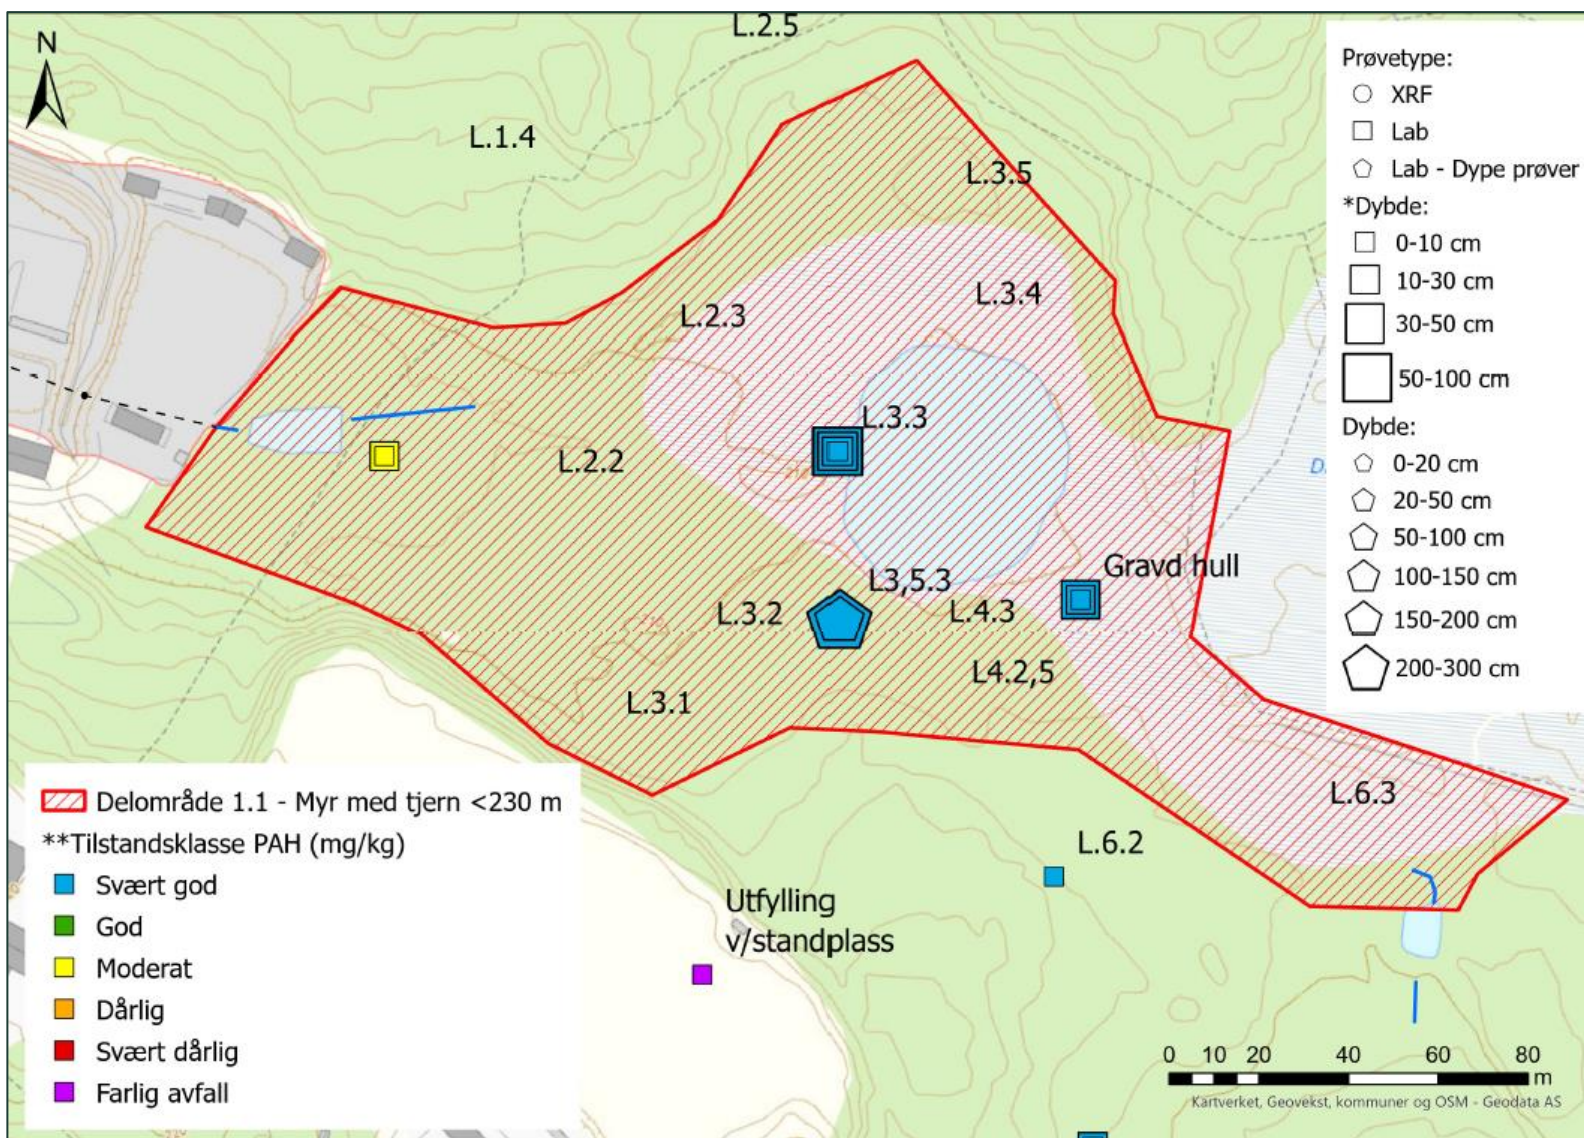 L.2.5
N
L.1.4
L.3.5
L.3.4
L.2.3
L.3.3
L.2.2
Gravd hull
L3,5.3
L.3.2
L.4.3
L4.2,5
L.3.1
L.6.3
L.6.2
Utfylling
v/standplass
Prøvetype:
XRF
Lab
Lab - Dype prøver
*Dybde:
0-10 cm
10-30 cm
30-50 cm
50-100 cm
Dybde:
0-20 cm
20-50 cm
50-100 cm
100-150 cm
150-200 cm
200-300 cm
Delområde 1.1 - Myr med tjern <230 m
**Tilstandsklasse PAH (mg/kg)
Svært god
God
Moderat
Dårlig
Svært dårlig
Farlig avfall
0 10 20 40 60 80
m
Kartverket, Geovekst, kommuner og OSM - Geodata AS